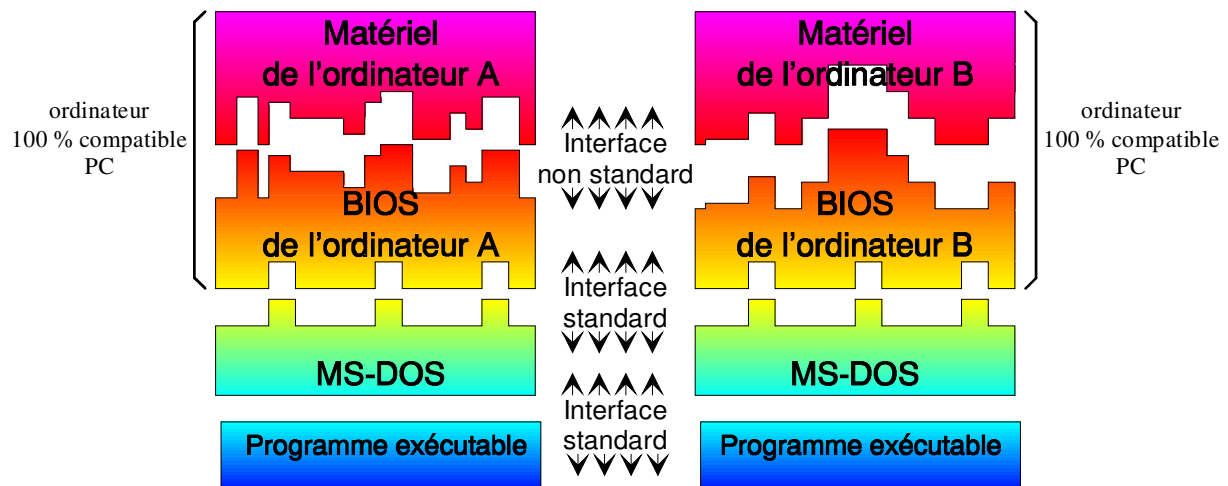 Matériel
de l'ordinateur A
ordinateur
100 % compatible
PC
BIOS
de l'ordinateur A
MS-DOS
Programme exécutable
Interface
non standard
Interface
standard
Interface
standard
Matériel
de l'ordinateur B
ordinateur
100 % compatible
PC
BIOS
de l'ordinateur B
MS-DOS
Programme exécutable